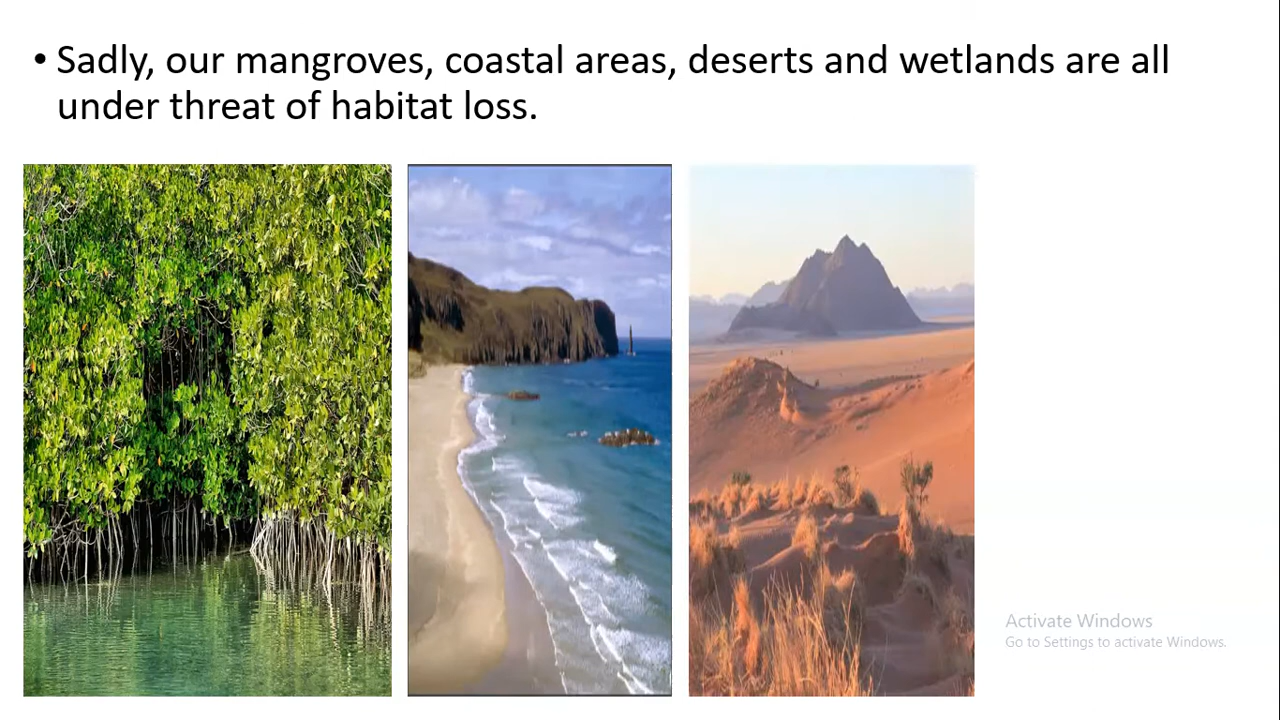 • Sadly, our mangroves, coastal areas, deserts and wetlands are all
under threat of habitat loss.
Activate Windows
Go to Settings to activate Windows.